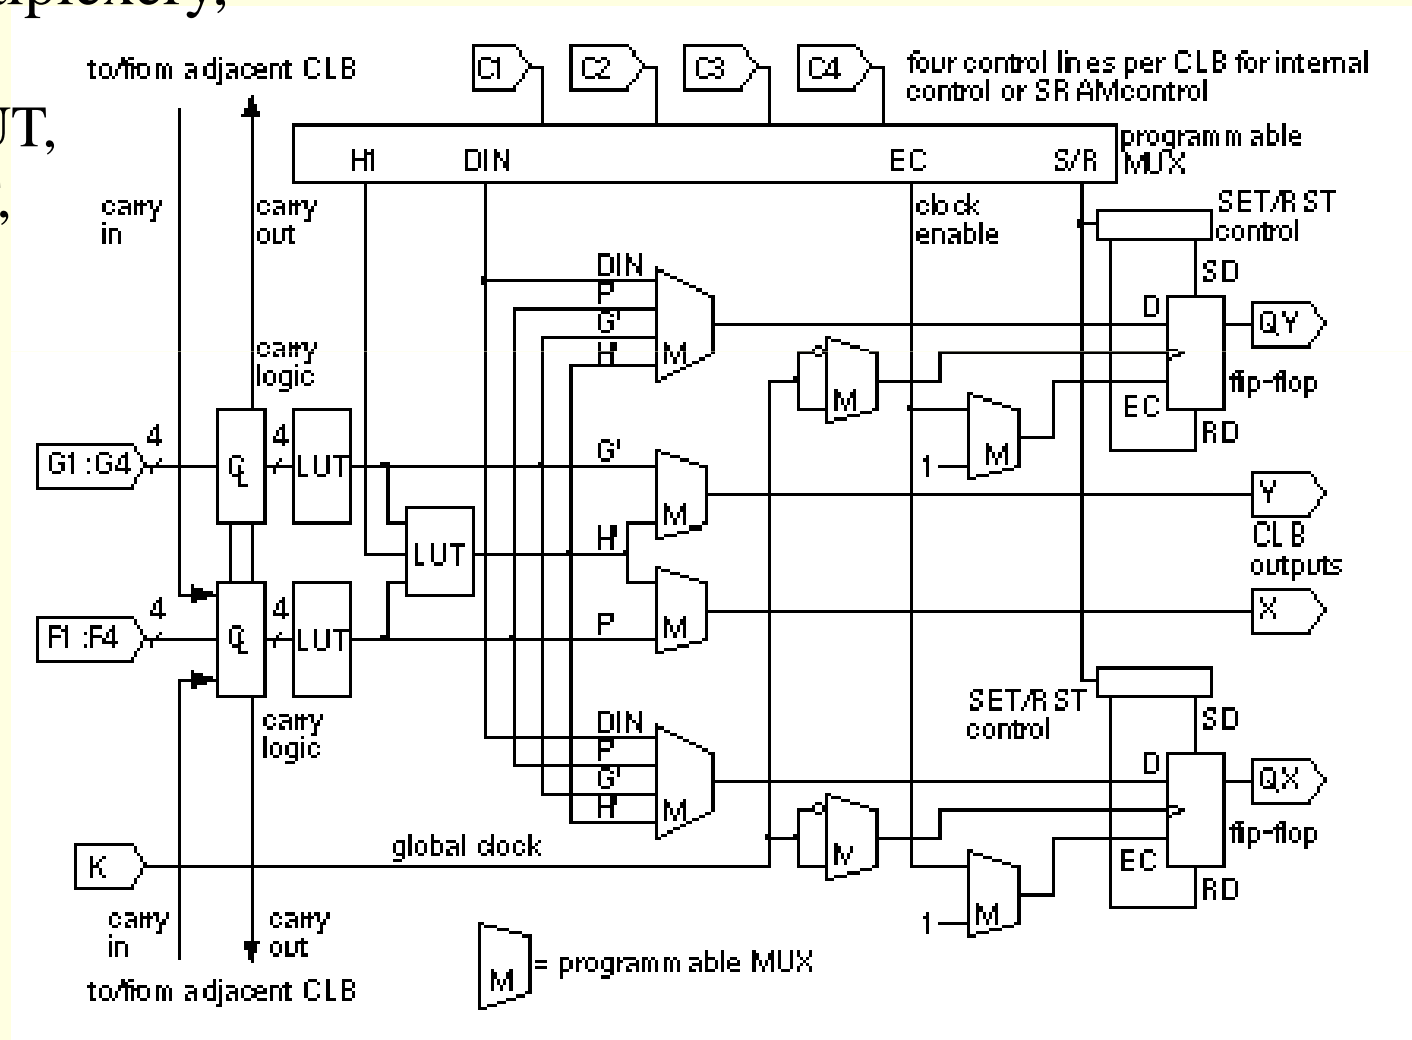 to/from adjacent CLB
C1
C2
C3
C4
four control lines per CLB for internal
control or SRAM control
UT,
programmable
MUX
H1
DIN
EC
S/R
carry
in
carry
out
clock
enable
SET/RST
control
DIN
F'
G'
H'
M
SD
D
QY
carry
logic
M
flip-flop
EC
RD
G1:G4
4
CL
4
LUT
G'
M
1
M
Y
LUT
H'
CLB
outputs
F1:F4
4
CL
4
LUT
F'
M
X
carry
logic
SET/RST
control
DIN
F'
G'
H'
M
SD
D
QX
flip-flop
K
global clock
M
EC
RD
1
M
carry
in
carry
out
M
= programmable MUX
to/from adjacent CLB